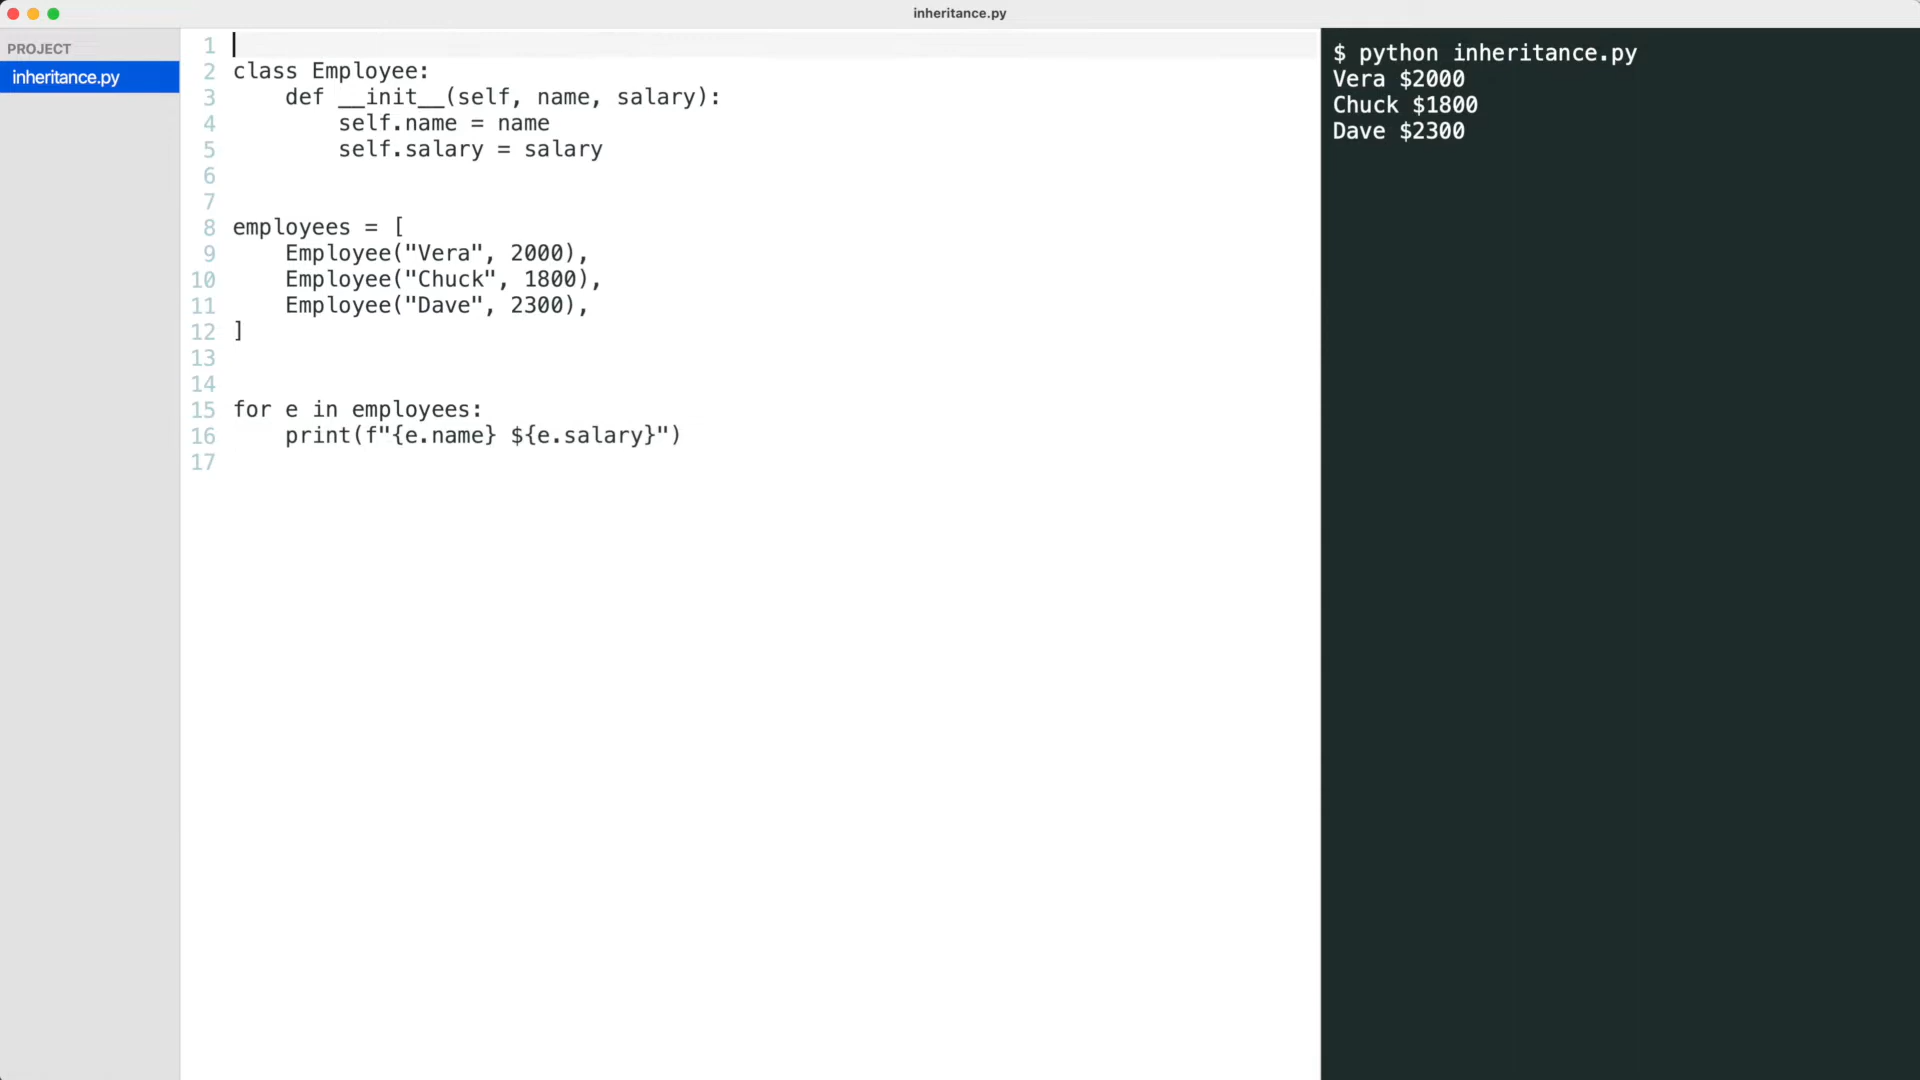 inheritance.py
PROJECT
inheritance.py
1
2 class Employee:
3     def __init__(self, name, salary):
4         self.name = name
5         self.salary = salary
6
7
8 employees = [
9     Employee("Vera", 2000),
10     Employee("Chuck", 1800),
11     Employee("Dave", 2300),
12 ]
13
14
15 for e in employees:
16     print(f"{e.name} ${e.salary}")
17
$ python inheritance.py
Vera $2000
Chuck $1800
Dave $2300